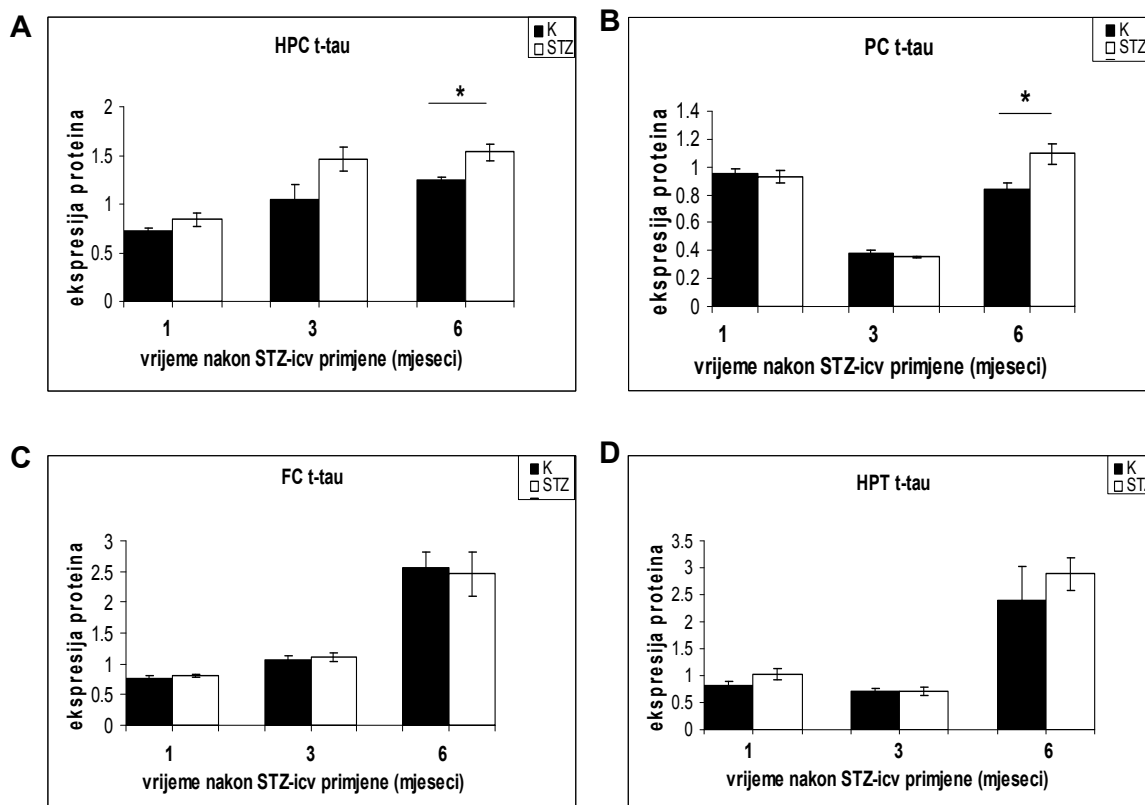 A
HPC t-tau
K
STZ
ekspresija proteina
2
1.5
1
0.5
0
*
1 3 6
vrijeme nakon STZ-icv primjene (mjeseci)
B
PC t-tau
K
STZ
ekspresija proteina
1.4
1.2
1
0.8
0.6
0.4
0.2
0
*
1 3 6
vrijeme nakon STZ-icv primjene (mjeseci)
C
FC t-tau
K
STZ
ekspresija proteina
3
2.5
2
1.5
1
0.5
0
1 3 6
vrijeme nakon STZ-icv primjene (mjeseci)
D
HPT t-tau
K
STZ
ekspresija proteina
3.5
3
2.5
2
1.5
1
0.5
0
1 3 6
vrijeme nakon STZ-icv primjene (mjeseci)